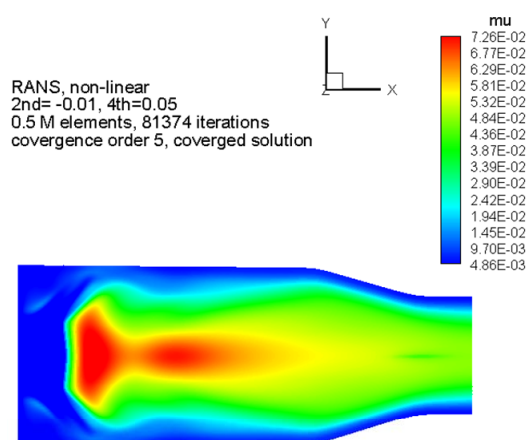 Y
X
Z
RANS, non-linear
2nd= -0.01, 4th=0.05
0.5 M elements, 81374 iterations
covergence order 5, coverged solution
mu
7.26E-02
6.77E-02
6.29E-02
5.81E-02
5.32E-02
4.84E-02
4.36E-02
3.87E-02
3.39E-02
2.90E-02
2.42E-02
1.94E-02
1.45E-02
9.70E-03
4.86E-03